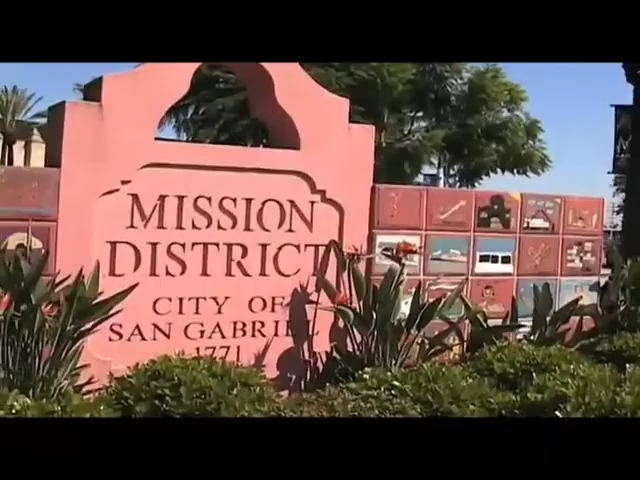 MISSION
DISTRICT
CITY OF
SAN GABRIEL
1771